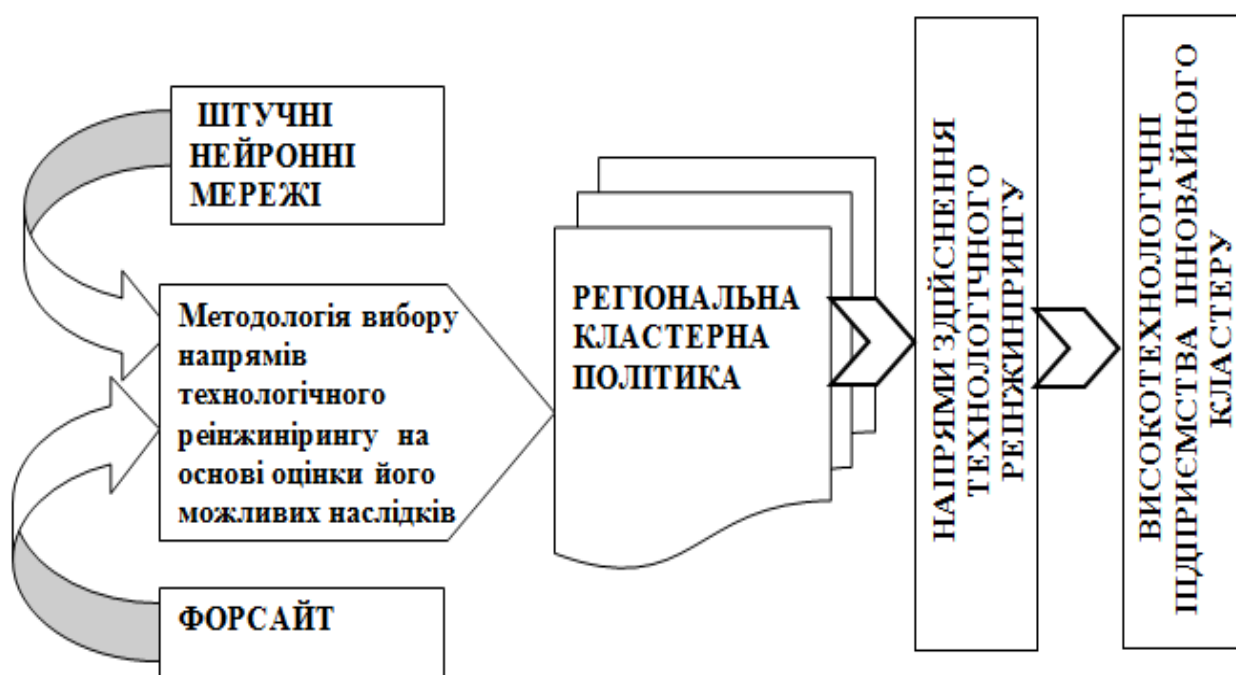 ШТУЧНІ
НЕЙРОННІ
МЕРЕЖІ
Методологія вибору
напрямів
технологічного
реінжинірингу на
основі оцінки його
можливих наслідків
ФОРСАЙТ
РЕГІОНАЛЬНА
КЛАСТЕРНА
ПОЛІТИКА
НАПРЯМИ ЗДІЙСНЕННЯ
ТЕХНОЛОГІЧНОГО
РЕІНЖИНІРИНГУ
ВИСОКОТЕХНОЛОГІЧНІ
ПІДПРИЄМСТВА ІННОВАЙНОГО
КЛАСТЕРУ